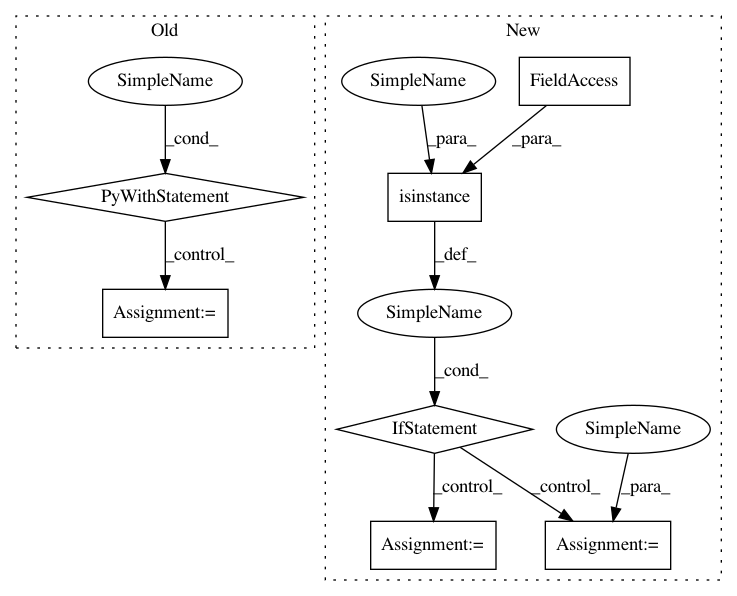 Old
New
SimpleName
SimpleName
FieldAccess
_cond_
_para_
_para_
PyWithStatement
isinstance
_control_
_def_
Assignment:=
SimpleName
_cond_
IfStatement
SimpleName
_control_
_control_
_para_
Assignment:=
Assignment:=